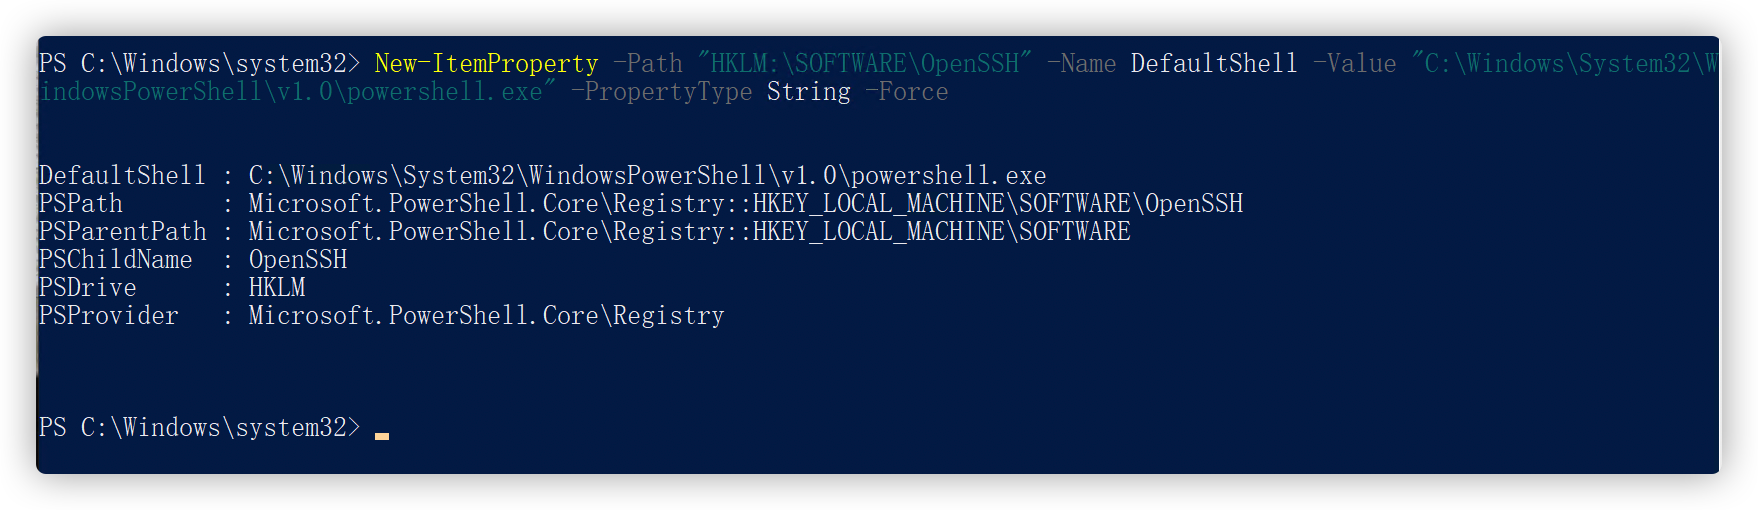 PS C:\Windows\system32> New-ItemProperty -Path "HKLM:\SOFTWARE\OpenSSH" -Name DefaultShell -Value "C:\Windows\System32\W
indowsPowerShell\v1.0\powershell.exe" -PropertyType String -Force
DefaultShell : C:\Windows\System32\WindowsPowerShell\v1.0\powershell.exe
PSPath       : Microsoft.PowerShell.Core\Registry::HKEY_LOCAL_MACHINE\SOFTWARE\OpenSSH
PSParentPath : Microsoft.PowerShell.Core\Registry::HKEY_LOCAL_MACHINE\SOFTWARE
PSChildName  : OpenSSH
PSDrive      : HKLM
PSProvider   : Microsoft.PowerShell.Core\Registry
PS C:\Windows\system32>